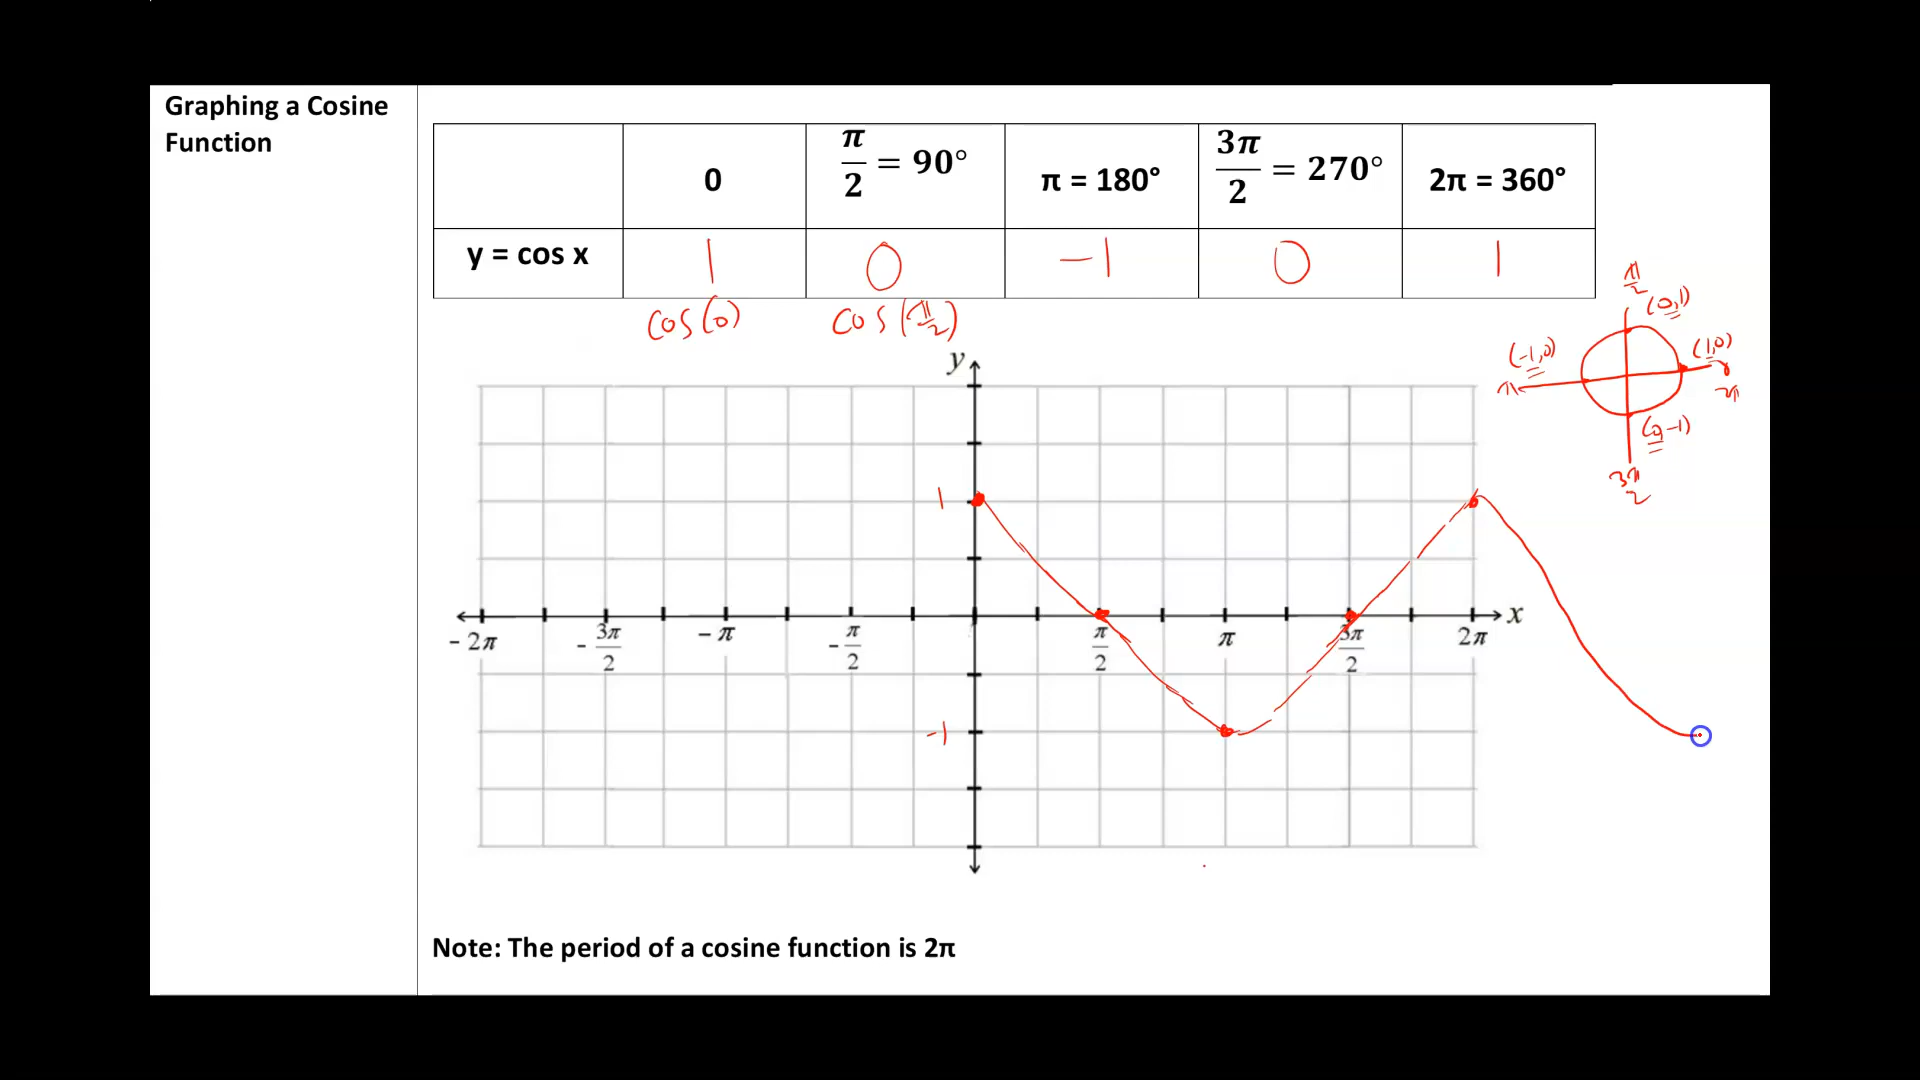 Graphing a Cosine
Function
0
π/2 = 90°
π = 180°
3π/2 = 270°
2π = 360°
y = cos x
1
0
-1
0
1
cos(0)
cos(π/2)
π/2
(0,1)
(-1,0)
(1,0)
π
2π
(0,-1)
3π/2
y
1
x
- 2π
- 3π/2
- π
- π/2
π/2
π
3π/2
2π
-1
Note: The period of a cosine function is 2π